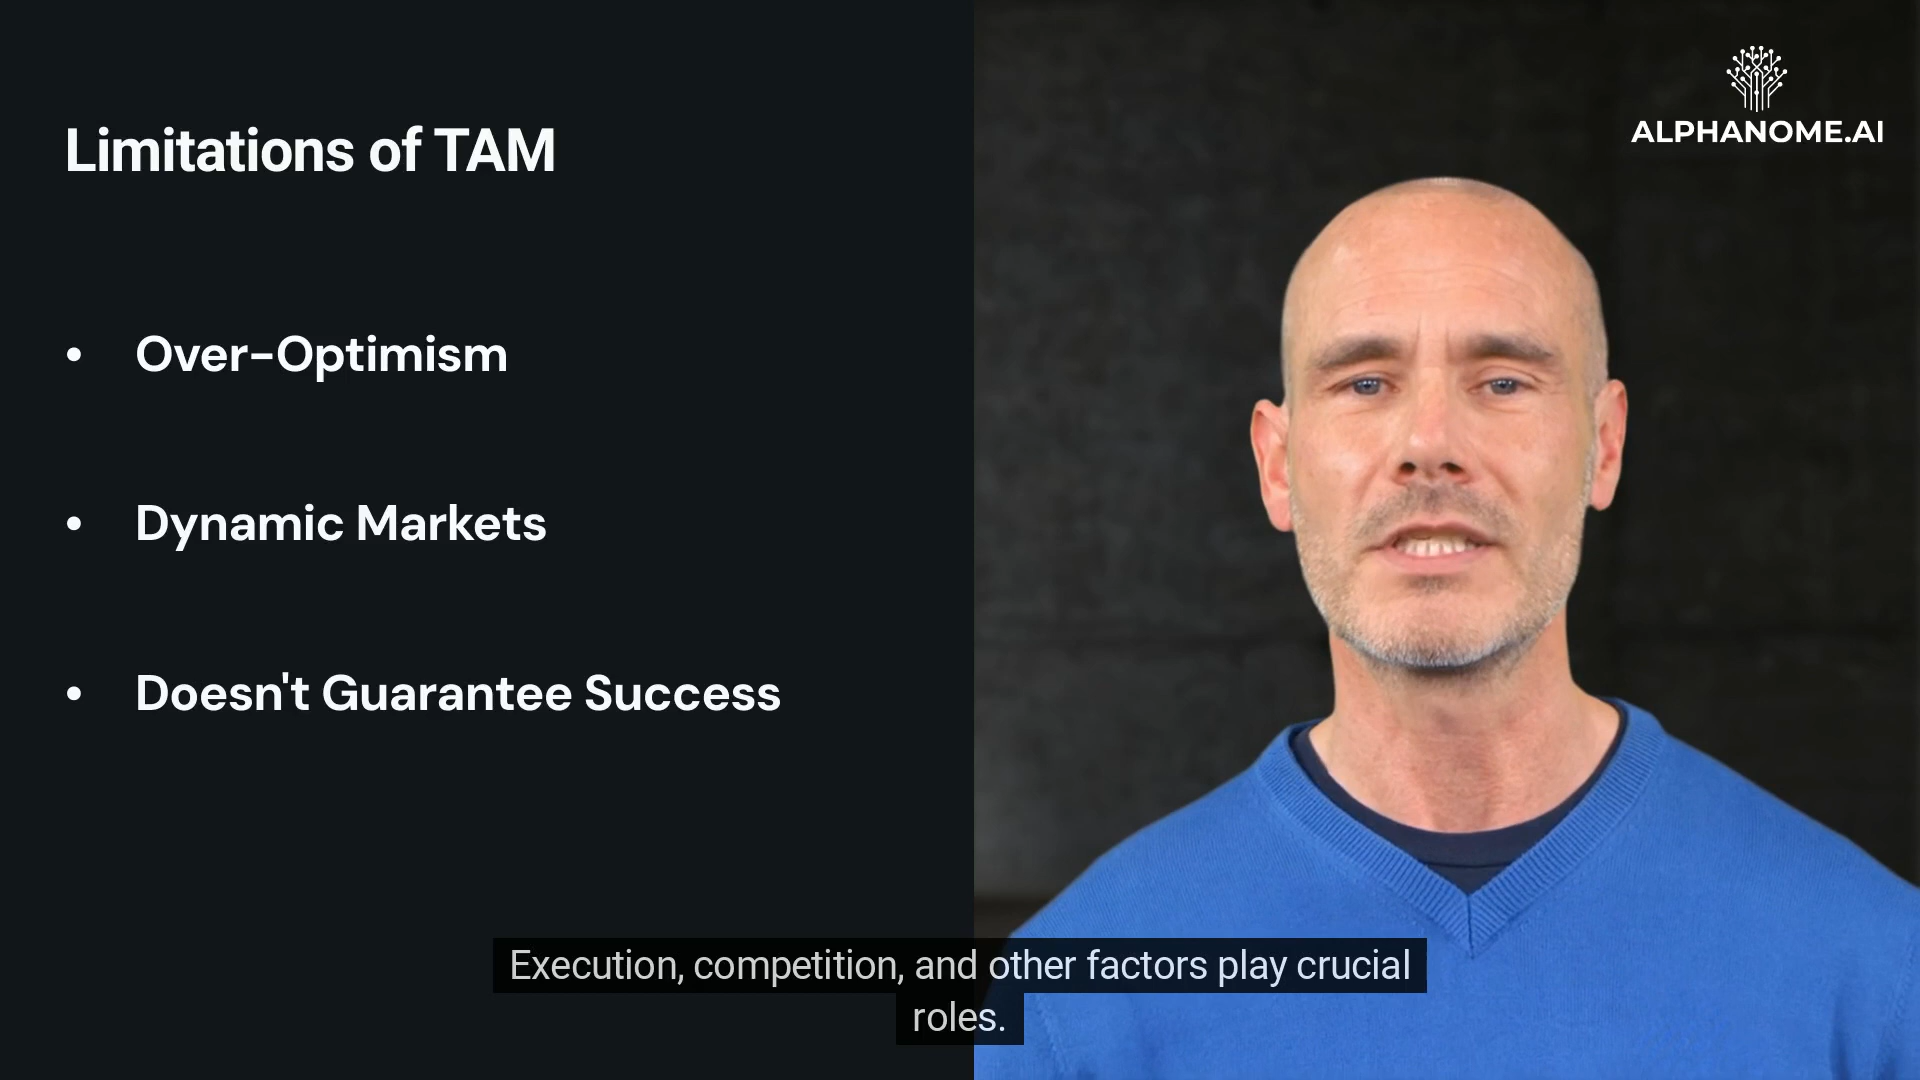 Limitations of TAM
ALPHANOME.AI
• Over-Optimism
• Dynamic Markets
• Doesn't Guarantee Success
Execution, competition, and other factors play crucial
roles.